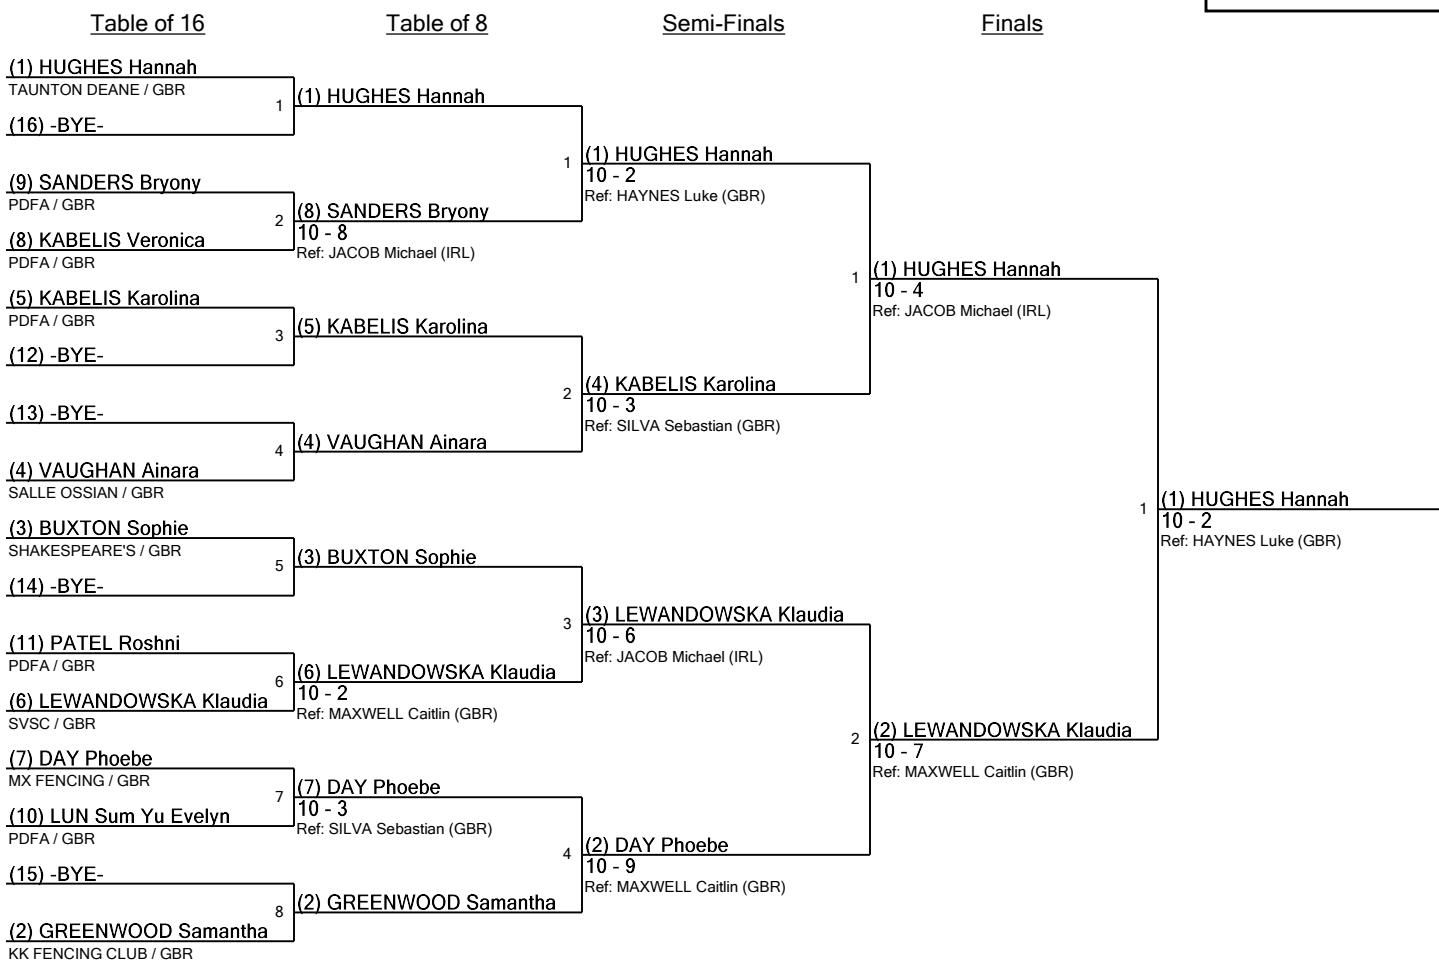 Table of 16
Table of 8
Semi-Finals
Finals
(1) HUGHES Hannah
TAUNTON DEANE / GBR
1
(16) -BYE-
(9) SANDERS Bryony
PDFA / GBR
2
(8) KABELIS Veronica
PDFA / GBR
(5) KABELIS Karolina
PDFA / GBR
3
(12) -BYE-
(13) -BYE-
4
(4) VAUGHAN Ainara
SALLE OSSIAN / GBR
(3) BUXTON Sophie
SHAKESPEARE'S / GBR
5
(14) -BYE-
(11) PATEL Roshni
PDFA / GBR
6
(6) LEWANDOWSKA Klaudia
SVSC / GBR
(7) DAY Phoebe
MX FENCING / GBR
7
(10) LUN Sum Yu Evelyn
PDFA / GBR
(15) -BYE-
8
(2) GREENWOOD Samantha
KK FENCING CLUB / GBR
(1) HUGHES Hannah
1
(8) SANDERS Bryony
10 - 8
Ref: JACOB Michael (IRL)
(5) KABELIS Karolina
2
(4) VAUGHAN Ainara
(3) BUXTON Sophie
3
(6) LEWANDOWSKA Klaudia
10 - 2
Ref: MAXWELL Caitlin (GBR)
(7) DAY Phoebe
10 - 3
Ref: SILVA Sebastian (GBR)
4
(2) GREENWOOD Samantha
(1) HUGHES Hannah
10 - 2
Ref: HAYNES Luke (GBR)
1
(4) KABELIS Karolina
10 - 3
Ref: SILVA Sebastian (GBR)
(3) LEWANDOWSKA Klaudia
10 - 6
Ref: JACOB Michael (IRL)
2
(2) DAY Phoebe
10 - 9
Ref: MAXWELL Caitlin (GBR)
(1) HUGHES Hannah
10 - 4
Ref: JACOB Michael (IRL)
1
(2) LEWANDOWSKA Klaudia
10 - 7
Ref: MAXWELL Caitlin (GBR)
(1) HUGHES Hannah
10 - 2
Ref: HAYNES Luke (GBR)